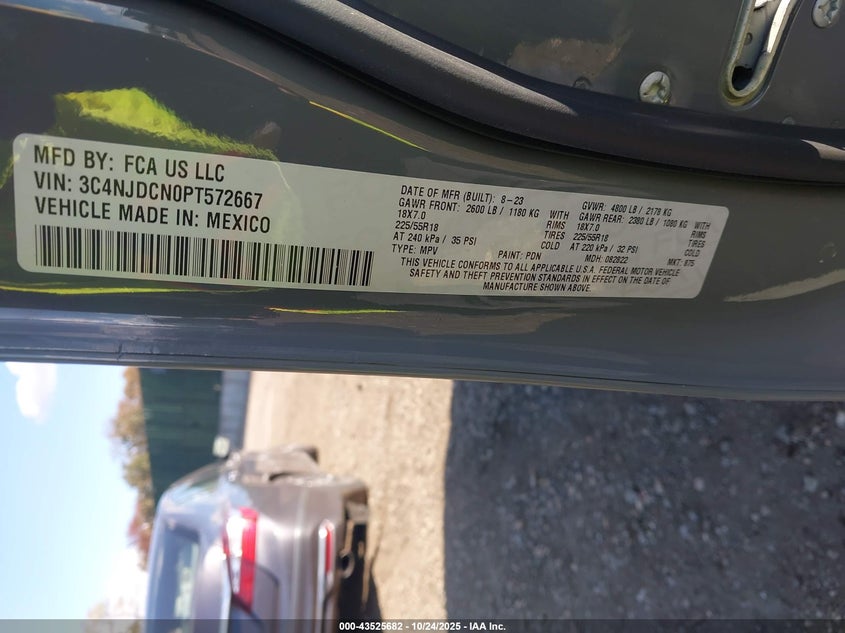 MFD BY: FCA US LLC
VIN: 3C4NJDCN0PT572667
VEHICLE MADE IN: MEXICO
DATE OF MFR (BUILT): 8-23 GVWR: 4800 LB / 2178 KG
GAWR FRONT: 2600 LB / 1180 KG WITH GAWR REAR: 2380 LB / 1080 KG WITH
18X7.0 RIMS 18X7.0 RIMS
225/55R18 TIRES 225/55R18 TIRES
AT 240 kPa / 35 PSI COLD AT 220 kPa / 32 PSI COLD
TYPE: MPV PAINT: PDN MDH: 082822 MKT: 875
THIS VEHICLE CONFORMS TO ALL APPLICABLE U.S.A. FEDERAL MOTOR VEHICLE
SAFETY AND THEFT PREVENTION STANDARDS IN EFFECT ON THE DATE OF
MANUFACTURE SHOWN ABOVE.
000-43525682 - 10/24/2025 - IAA Inc.